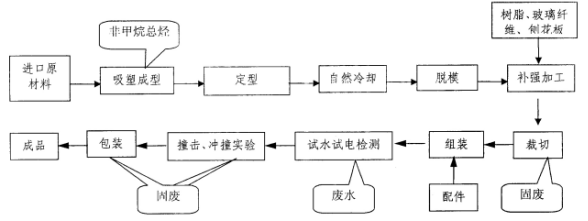 非甲烷总烃
树脂、玻璃纤
维、刨花板
进口原
材料
吸塑成型
定型
自然冷却
脱模
补强加工
成品
包装
撞击、冲撞实验
试水试电检测
组装
裁切
固废
废水
配件
固废